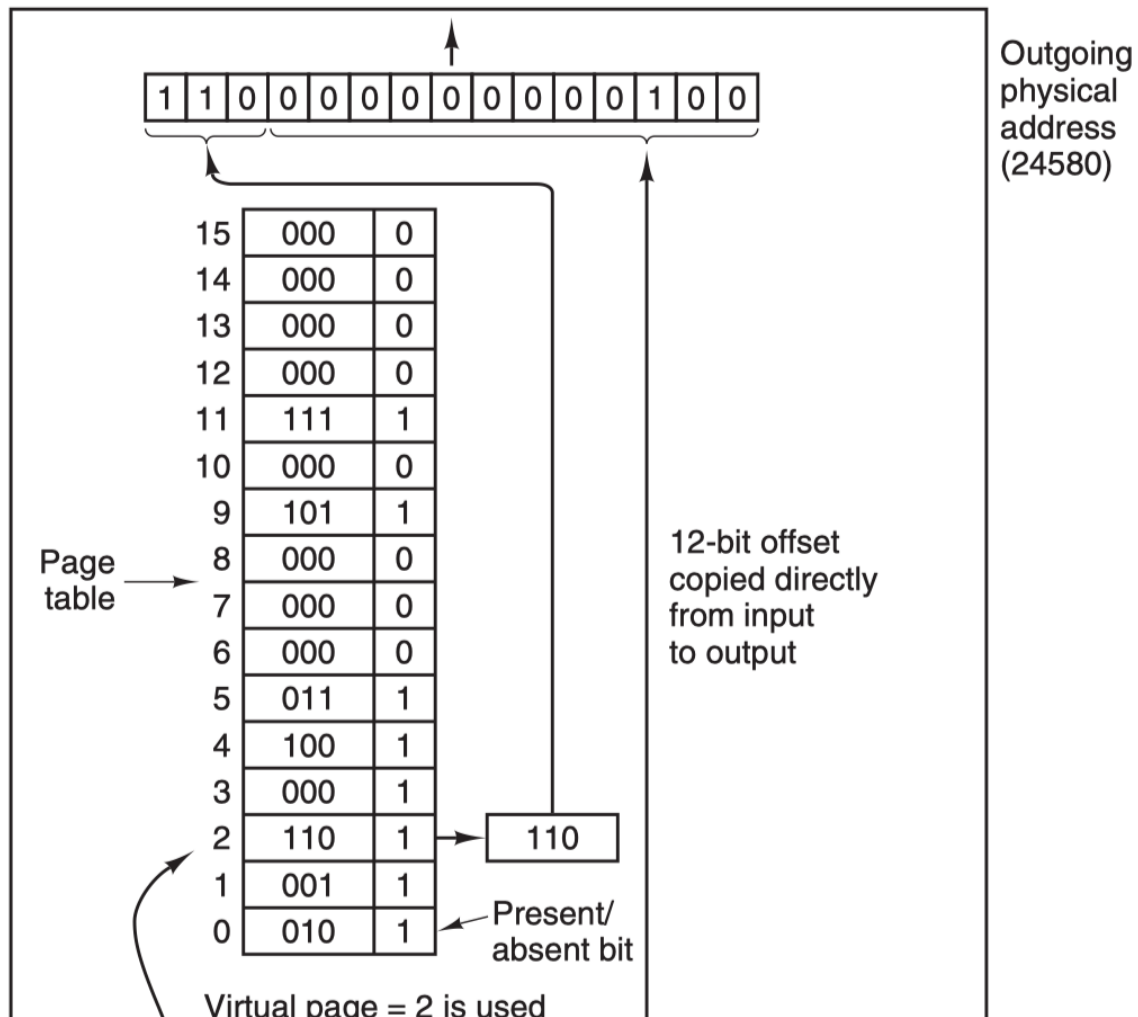 1 1 0 0 0 0 0 0 0 0 0 0 1 0 0
Outgoing
physical
address
(24580)
15 000 0
14 000 0
13 000 0
12 000 0
11 111 1
10 000 0
9 101 1
8 000 0
7 000 0
6 000 0
5 011 1
4 100 1
3 000 1
2 110 1 110
1 001 1
0 010 1
Page
table
12-bit offset
copied directly
from input
to output
Present/
absent bit
Virtual page = 2 is used